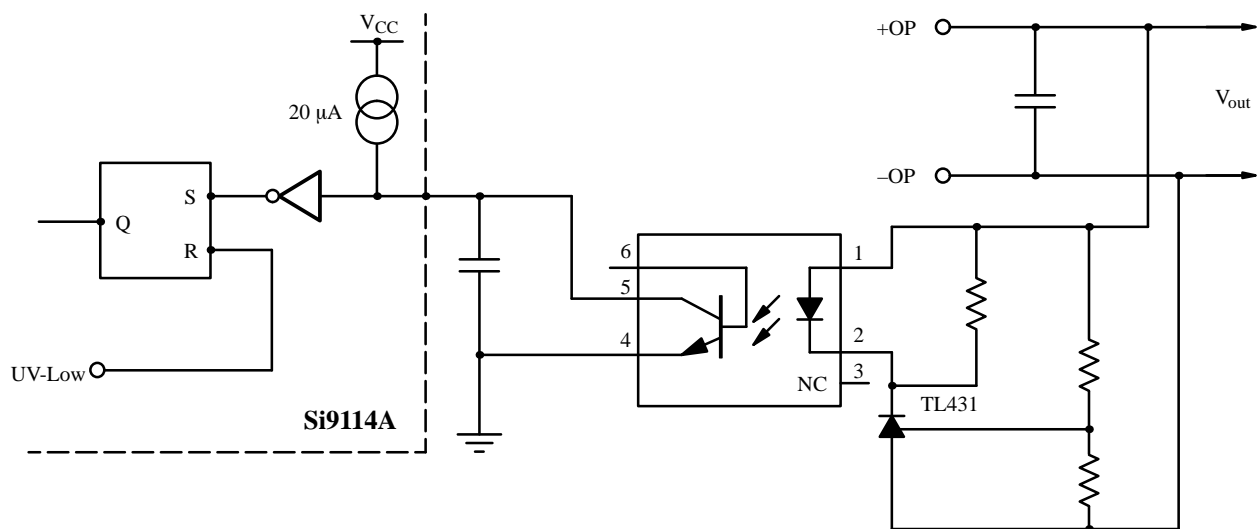 V_CC
+OP
20 µA
V_out
–OP
S
Q
6
1
R
5
4
2
UV-Low
NC
3
Si9114A
TL431